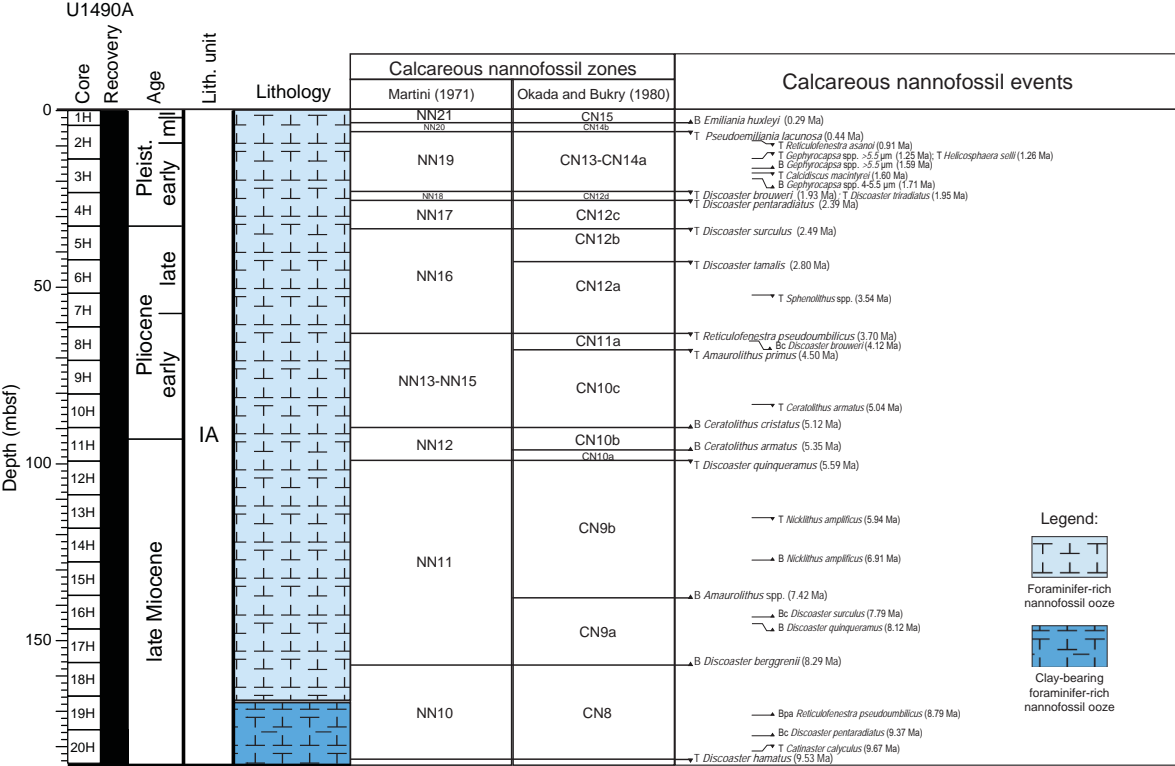 U1490A
Core
Recovery
Age
Lith. unit
Lithology
Calcareous nannofossil zones
Martini (1971)
Okada and Bukry (1980)
Calcareous nannofossil events
Depth (mbsf)
0
50
100
150
1H
2H
3H
4H
5H
6H
7H
8H
9H
10H
11H
12H
13H
14H
15H
16H
17H
18H
19H
20H
Pleist.
m
l
early
Pliocene
late
early
late Miocene
IA
NN21
NN20
NN19
NN18
NN17
NN16
NN13-NN15
NN12
NN11
NN10
CN15
CN14b
CN13-CN14a
CN12d
CN12c
CN12b
CN12a
CN11a
CN10c
CN10b
CN10a
CN9b
CN9a
CN8
B Emiliania huxleyi (0.29 Ma)
T Pseudoemiliania lacunosa (0.44 Ma)
T Reticulofenestra asanoi (0.91 Ma)
T Gephyrocapsa spp. >5.5 µm (1.25 Ma); T Helicosphaera sellii (1.26 Ma)
B Gephyrocapsa spp. >5.5 µm (1.59 Ma)
T Calcidiscus macintyrei (1.60 Ma)
B Gephyrocapsa spp. 4-5.5 µm (1.71 Ma)
T Discoaster brouweri (1.93 Ma); T Discoaster triradiatus (1.95 Ma)
T Discoaster pentaradiatus (2.39 Ma)
T Discoaster surculus (2.49 Ma)
T Discoaster tamalis (2.80 Ma)
T Sphenolithus spp. (3.54 Ma)
T Reticulofenestra pseudoumbilicus (3.70 Ma)
Bc Discoaster brouweri (4.12 Ma)
T Amaurolithus primus (4.50 Ma)
T Ceratolithus armatus (5.04 Ma)
B Ceratolithus cristatus (5.12 Ma)
B Ceratolithus armatus (5.35 Ma)
T Discoaster quinqueramus (5.59 Ma)
T Nicklithus amplificus (5.94 Ma)
B Nicklithus amplificus (6.91 Ma)
B Amaurolithus spp. (7.42 Ma)
Bc Discoaster surculus (7.79 Ma)
B Discoaster quinqueramus (8.12 Ma)
B Discoaster berggrenii (8.29 Ma)
Bpa Reticulofenestra pseudoumbilicus (8.79 Ma)
Bc Discoaster pentaradiatus (9.37 Ma)
T Catinaster calyculus (9.67 Ma)
T Discoaster hamatus (9.53 Ma)
Legend:
Foraminifer-rich
nannofossil ooze
Clay-bearing
foraminifer-rich
nannofossil ooze